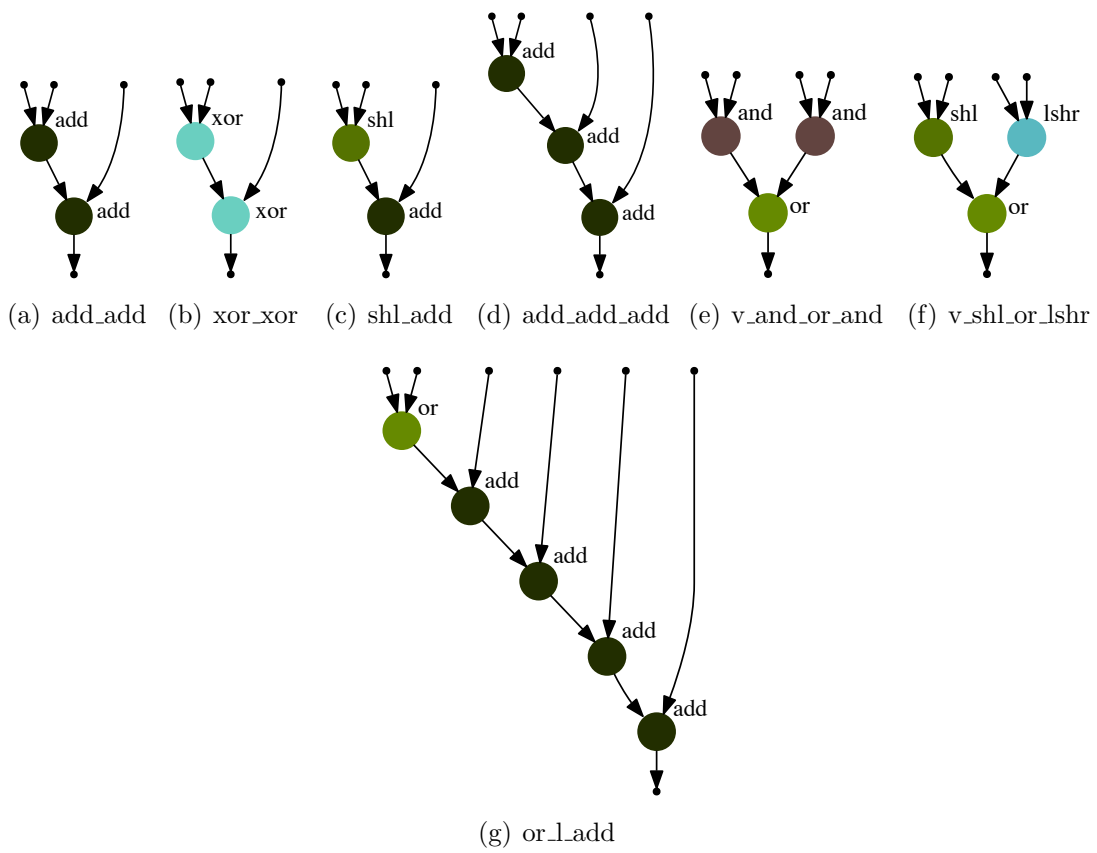 add
add
(a) add_add
xor
xor
(b) xor_xor
shl
add
(c) shl_add
add
add
add
(d) add_add_add
and
and
or
(e) v_and_or_and
shl
lshr
or
(f) v_shl_or_lshr
or
add
add
add
add
(g) or_l_add